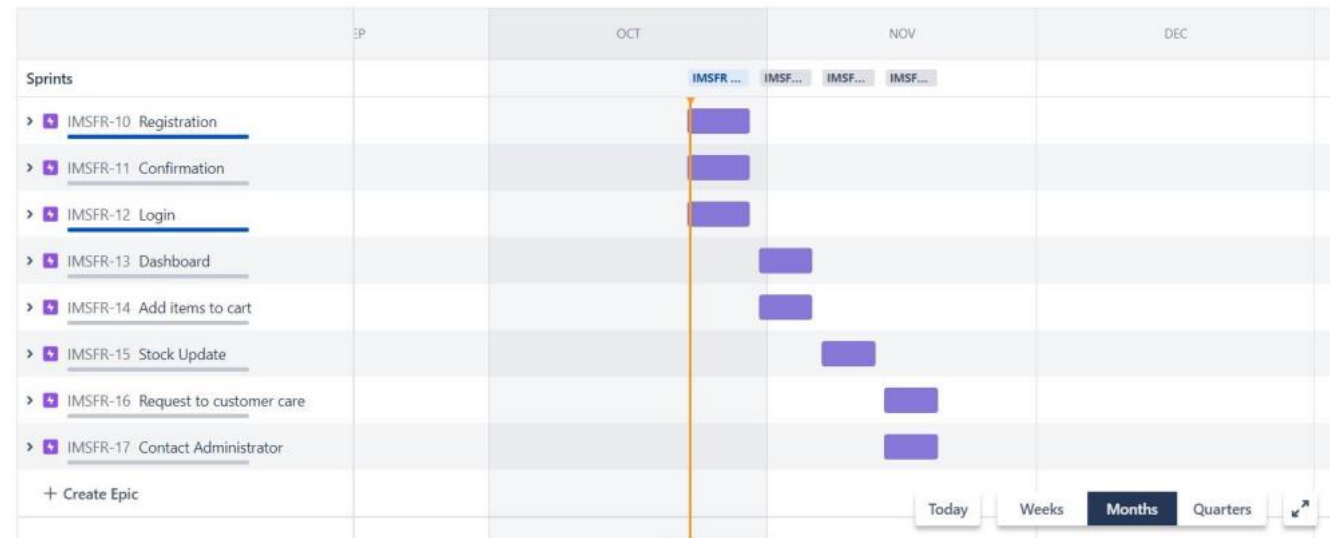 EP OCT NOV DEC
Sprints IMSFR ... IMSF... IMSF... IMSF...
IMSFR-10 Registration
IMSFR-11 Confirmation
IMSFR-12 Login
IMSFR-13 Dashboard
IMSFR-14 Add items to cart
IMSFR-15 Stock Update
IMSFR-16 Request to customer care
IMSFR-17 Contact Administrator
+ Create Epic
Today Weeks Months Quarters